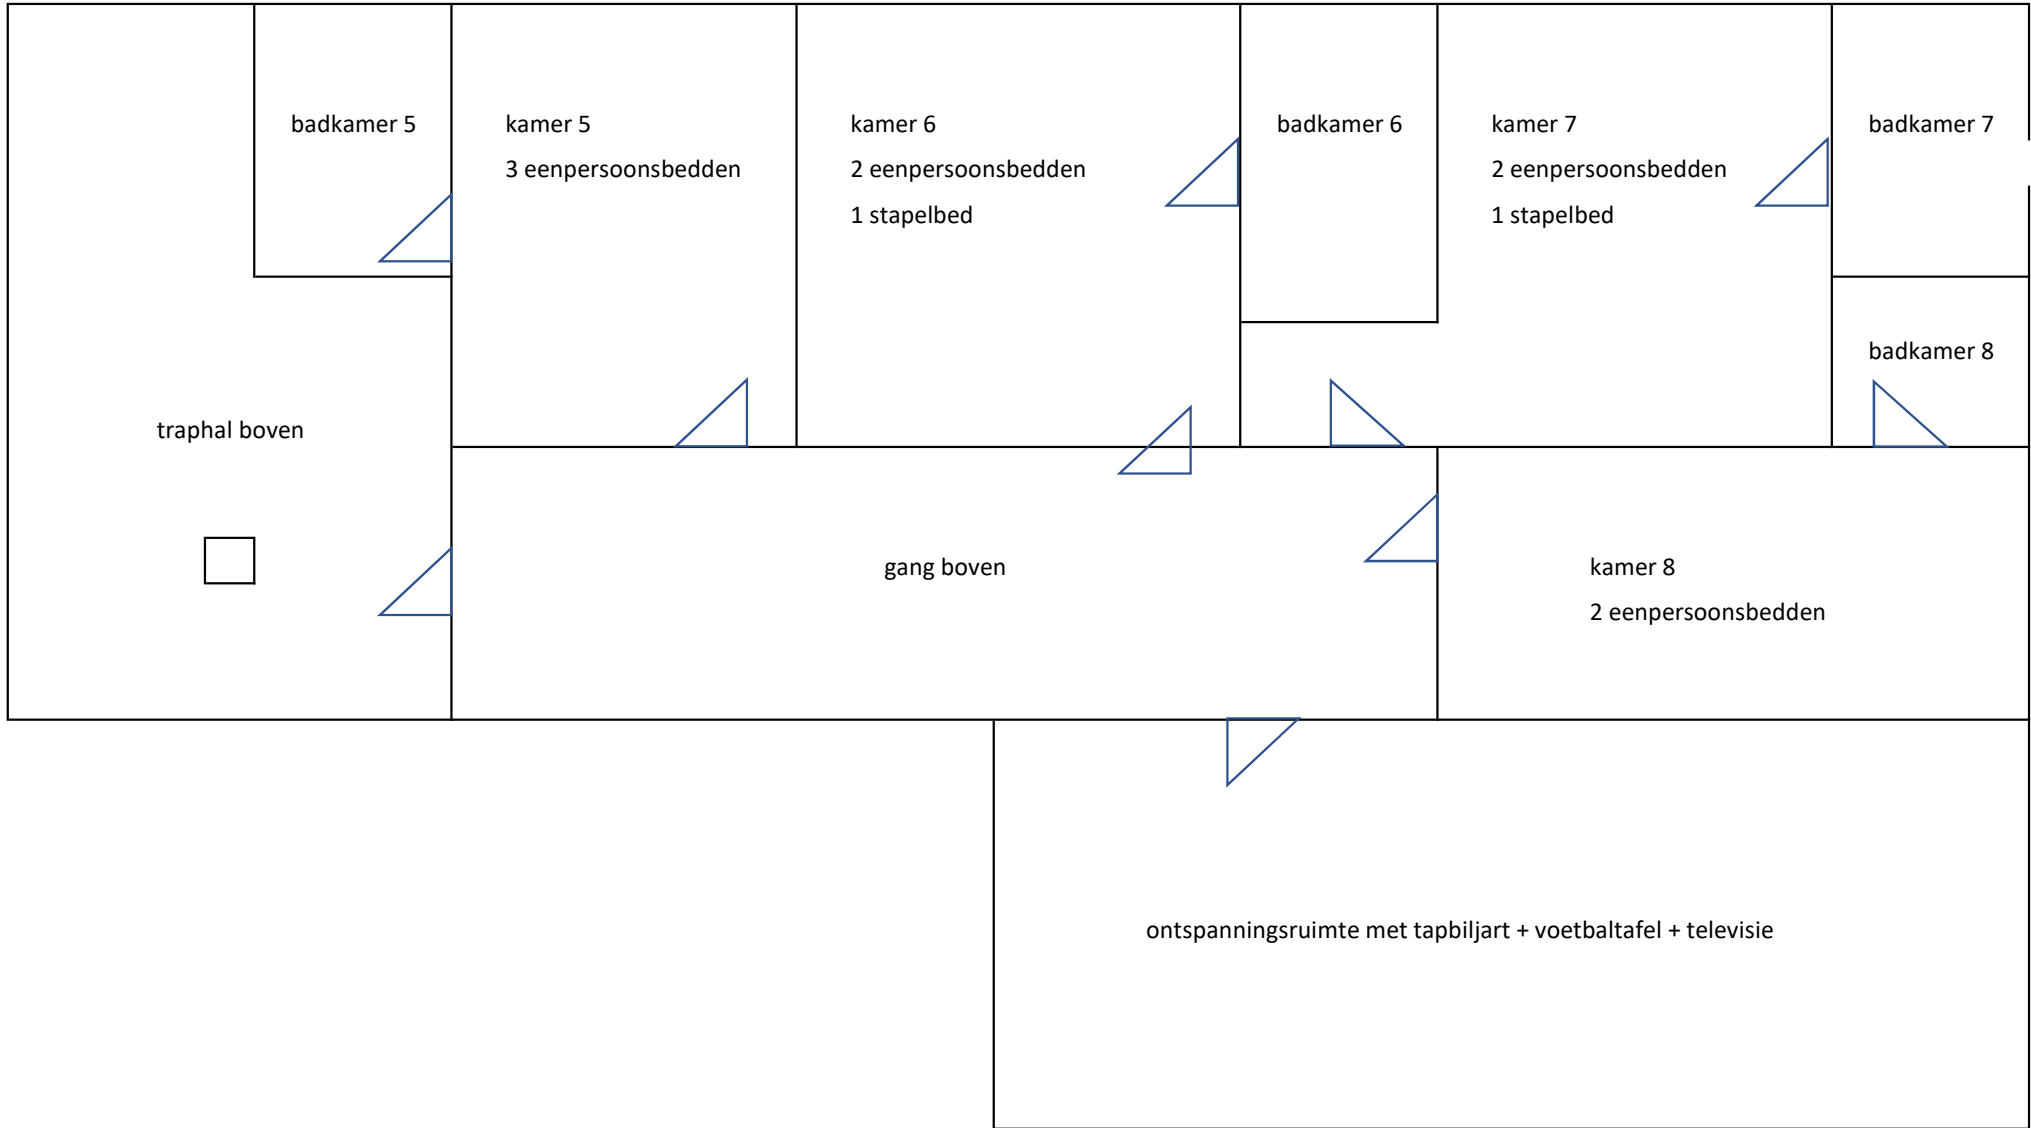 badkamer 5
kamer 5
3 eenpersoonsbedden
kamer 6
2 eenpersoonsbedden
1 stapelbed
badkamer 6
kamer 7
2 eenpersoonsbedden
1 stapelbed
badkamer 7
badkamer 8
traphal boven
gang boven
kamer 8
2 eenpersoonsbedden
ontspanningsruimte met tapbiljart + voetbaltafel + televisie